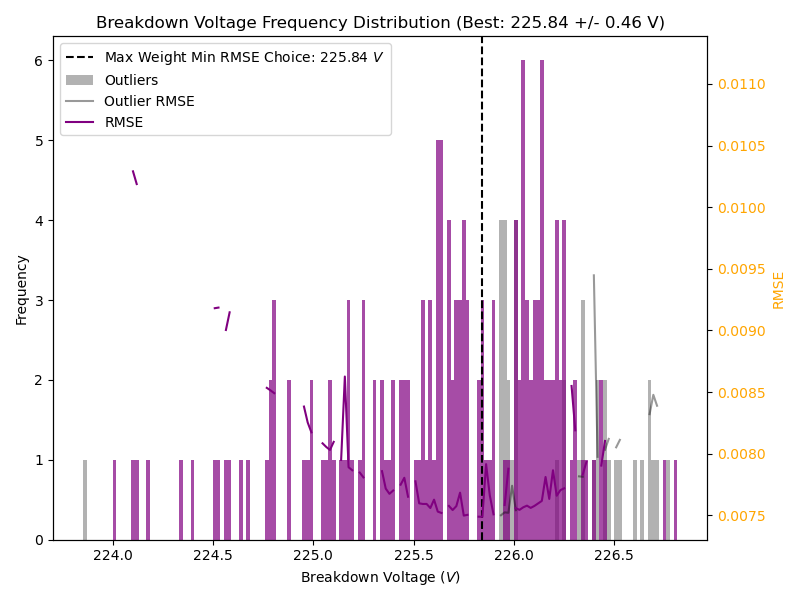 Breakdown Voltage Frequency Distribution (Best: 225.84 +/- 0.46 V)
Max Weight Min RMSE Choice: 225.84 V
Outliers
Outlier RMSE
RMSE
Frequency
6
5
4
3
2
1
0
0.0110
0.0105
0.0100
0.0095
0.0090
0.0085
0.0080
0.0075
RMSE
224.0 224.5 225.0 225.5 226.0 226.5
Breakdown Voltage (V)